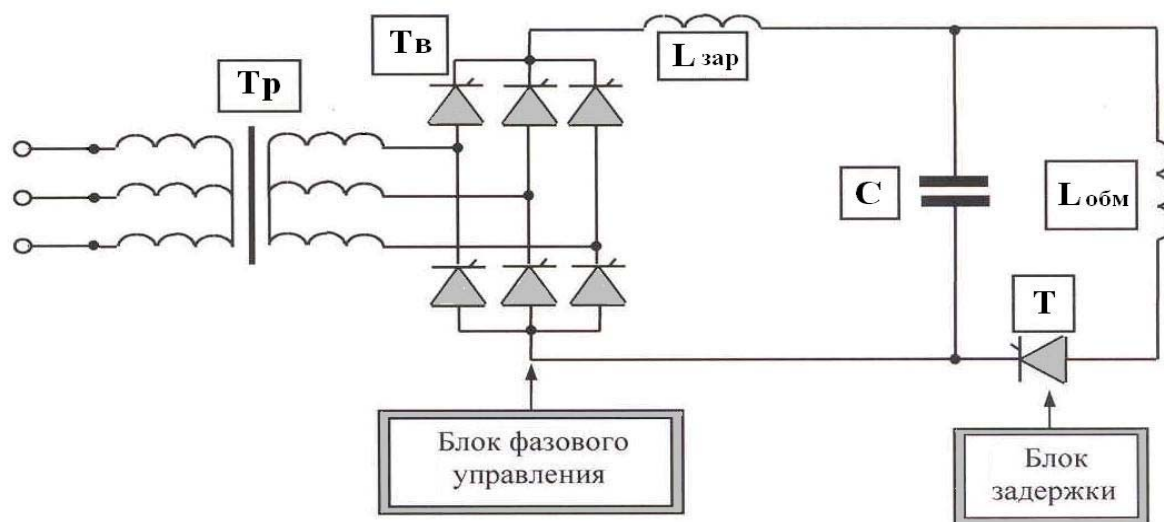 Тв
L зар
Тр
C
L обм
T
Блок фазового
управления
Блок
задержки